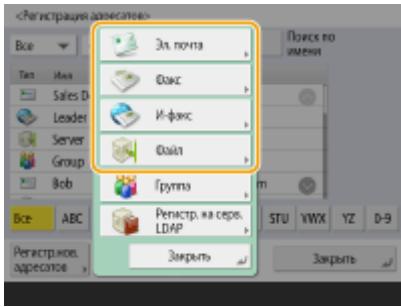 <Регистрация адресатов>
Все
Поиск по
имени
Тип Имя
Sales D
Leader
Server
Group
Bob
m
Эл. почта
Факс
И-факс
Файл
Группа
Регистр. на серв.
LDAP
Закрыть
Все ABC STU VWX YZ 0-9
Регистр.нов.
адресатов
Закрыть